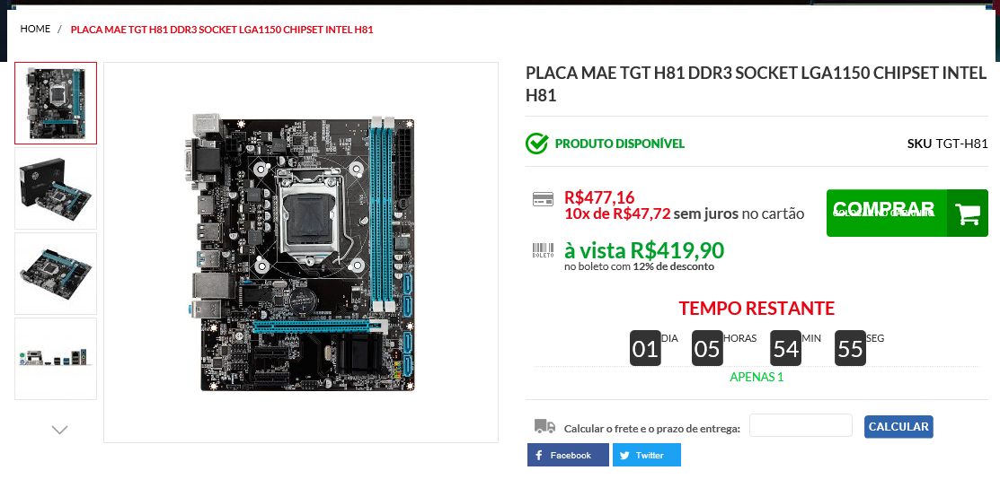 HOME / PLACA MAE TGT H81 DDR3 SOCKET LGA1150 CHIPSET INTEL H81
PLACA MAE TGT H81 DDR3 SOCKET LGA1150 CHIPSET INTEL
H81
PRODUTO DISPONÍVEL
SKU TGT-H81
R$477,16
10x de R$47,72 sem juros no cartão
COMPRAR
BOLETO
à vista R$419,90
no boleto com 12% de desconto
TEMPO RESTANTE
01 DIA 05 HORAS 54 MIN 55 SEG
APENAS 1
Calcular o frete e o prazo de entrega:
CALCULAR
Facebook
Twitter